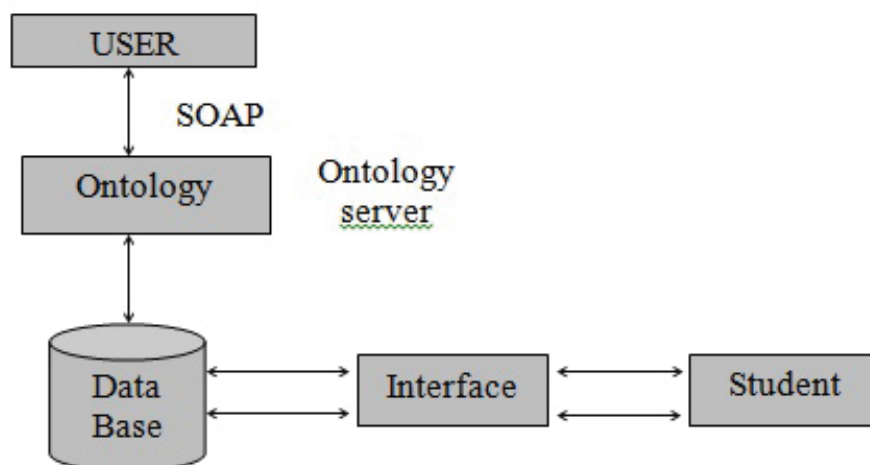 USER
SOAP
Ontology
Ontology
server
Data
Base
Interface
Student